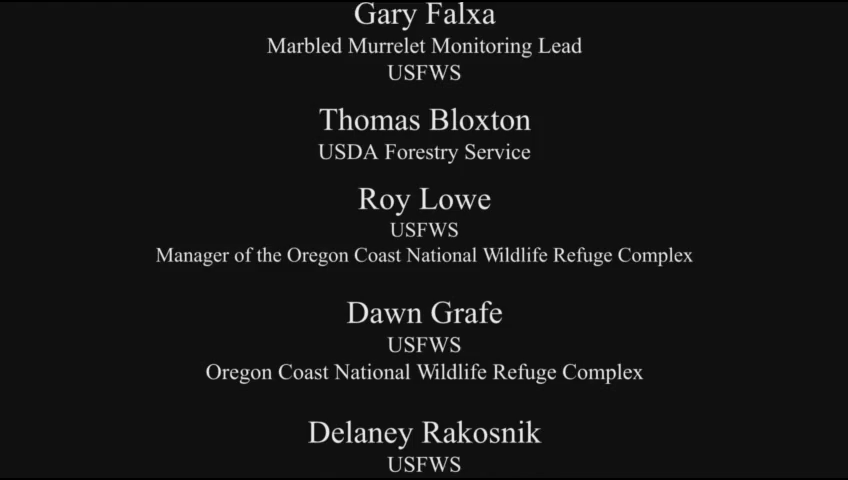 Gary Falxa
Marbled Murrelet Monitoring Lead
USFWS
Thomas Bloxton
USDA Forestry Service
Roy Lowe
USFWS
Manager of the Oregon Coast National Wildlife Refuge Complex
Dawn Grafe
USFWS
Oregon Coast National Wildlife Refuge Complex
Delaney Rakosnik
USFWS